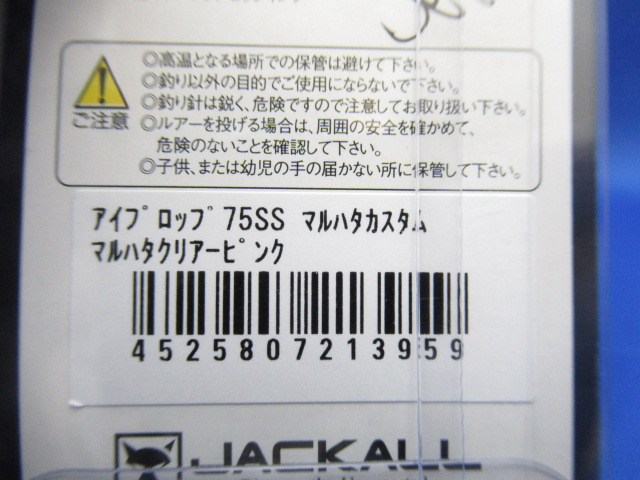 ◎高温となる場所での保管は避けて下さい。
◎釣り以外の目的でご使用にならないで下さい。
◎釣り針は鋭く、危険ですので注意してお取り扱い下さい。
◎ルアーを投げる場合は、周囲の安全を確かめて、
危険のないことを確認して下さい。
◎子供、または幼児の手の届かない所に保管して下さい。
ご注意
アイプロップ 75SS マルハタカスタム
マルハタクリアーピンク
4525807213959
JACKALL